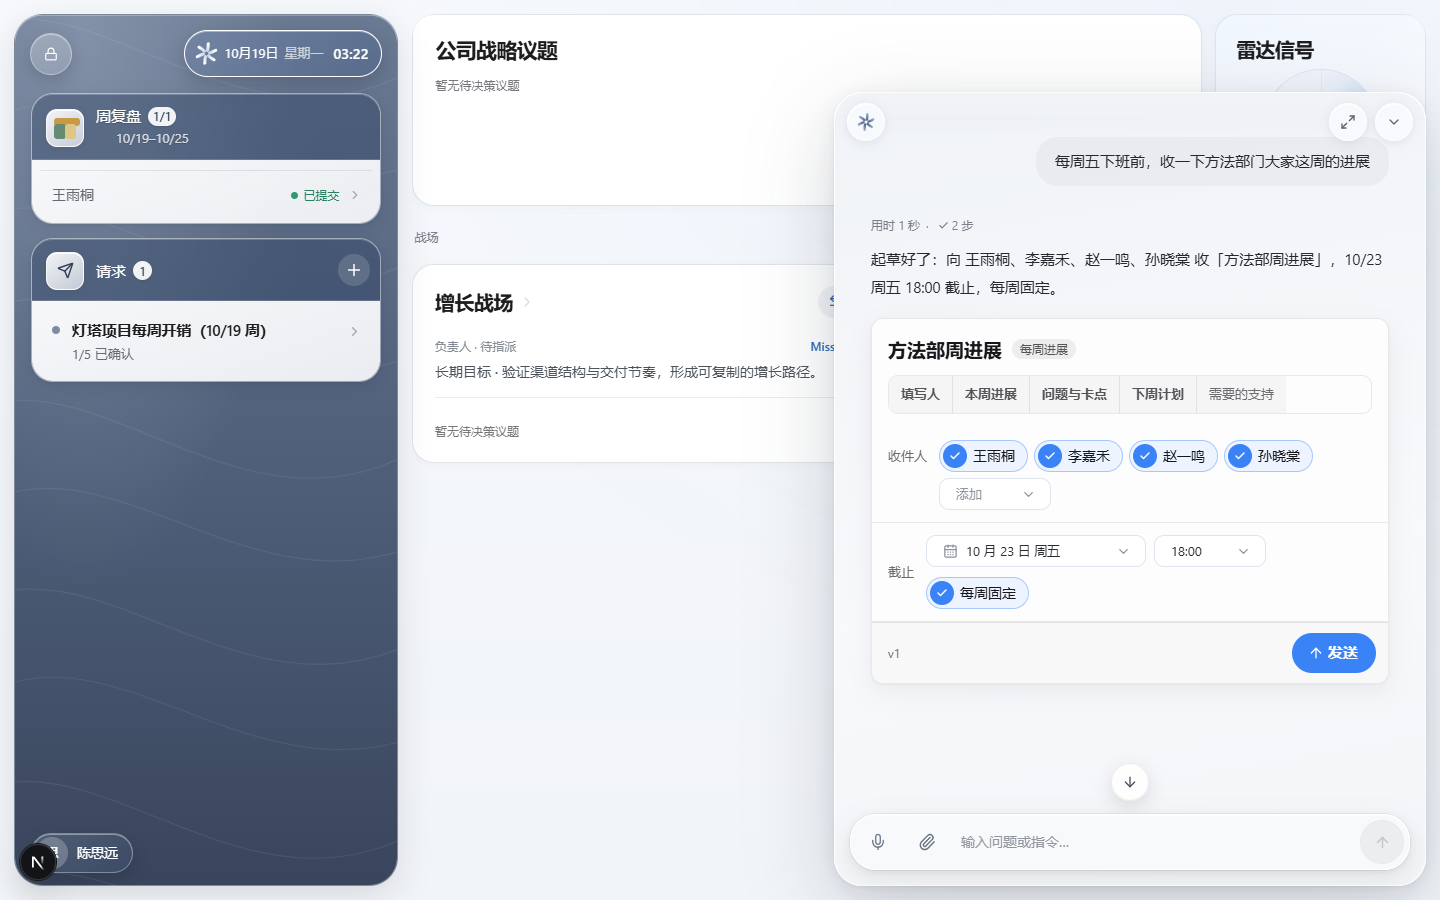 10月19日 星期一 03:22
周复盘 1/1
10/19–10/25
王雨桐 已提交
请求 1
灯塔项目每周开销（10/19 周）
1/5 已确认
陈思远
N
公司战略议题
暂无待决策议题
战场
增长战场
负责人 · 待指派
Miss
长期目标 · 验证渠道结构与交付节奏，形成可复制的增长路径。
暂无待决策议题
雷达信号
每周五下班前，收一下方法部门大家这周的进展
用时 1 秒 · 2 步
起草好了：向 王雨桐、李嘉禾、赵一鸣、孙晓棠 收「方法部周进展」，10/23
周五 18:00 截止，每周固定。
方法部周进展 每周进展
填写人 本周进展 问题与卡点 下周计划 需要的支持
收件人 王雨桐 李嘉禾 赵一鸣 孙晓棠
添加
截止 10 月 23 日 周五 18:00
每周固定
v1 发送
输入问题或指令...